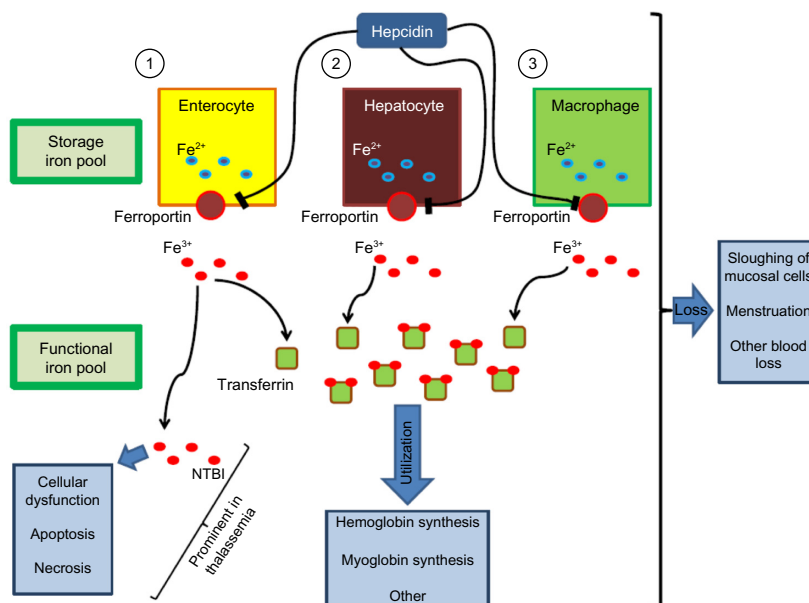 Hepcidin
1
2
3
Enterocyte
Hepatocyte
Macrophage
Storage
iron pool
Fe²⁺
Fe²⁺
Fe²⁺
Ferroportin
Ferroportin
Ferroportin
Fe³⁺
Fe³⁺
Fe³⁺
Loss
Sloughing of
mucosal cells
Menstruation
Other blood
loss
Functional
iron pool
Transferrin
Utilization
NTBI
Prominent in
thalassemia
Cellular
dysfunction
Apoptosis
Necrosis
Hemoglobin synthesis
Myoglobin synthesis
Other